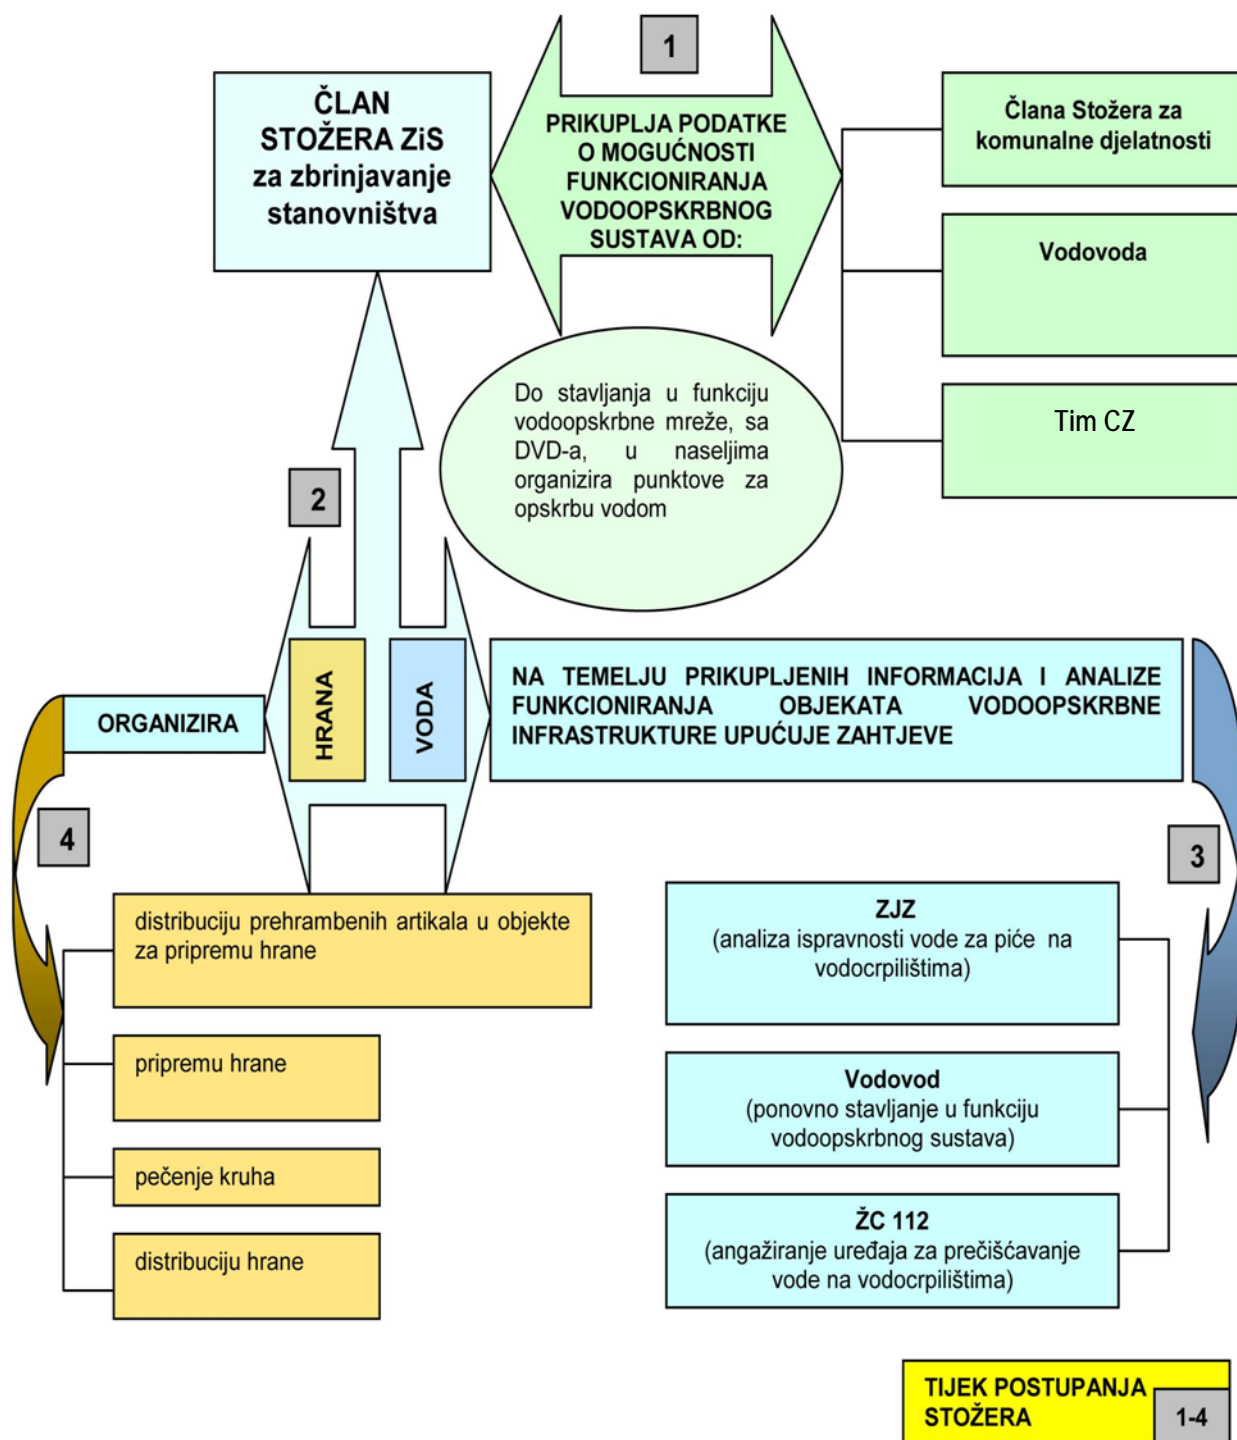 1
ČLAN
STOŽERA ZiS
za zbrinjavanje
stanovništva
PRIKUPLJA PODATKE
O MOGUĆNOSTI
FUNKCIONIRANJA
VODOOPSKRBNOG
SUSTAVA OD:
Člana Stožera za
komunalne djelatnosti
Vodovoda
Tim CZ
Do stavljanja u funkciju
vodoopskrbne mreže, sa
DVD-a, u naseljima
organizira punktove za
opskrbu vodom
2
ORGANIZIRA
HRANA
VODA
NA TEMELJU PRIKUPLJENIH INFORMACIJA I ANALIZE
FUNKCIONIRANJA OBJEKATA VODOOPSKRBNE
INFRASTRUKTURE UPUĆUJE ZAHTJEVE
4
3
distribuciju prehrambenih artikala u objekte
za pripremu hrane
pripremu hrane
pečenje kruha
distribuciju hrane
ZJZ
(analiza ispravnosti vode za piće na
vodocrpilištima)
Vodovod
(ponovno stavljanje u funkciju
vodoopskrbnog sustava)
ŽC 112
(angažiranje uređaja za prečišćavanje
vode na vodocrpilištima)
TIJEK POSTUPANJA
STOŽERA
1-4